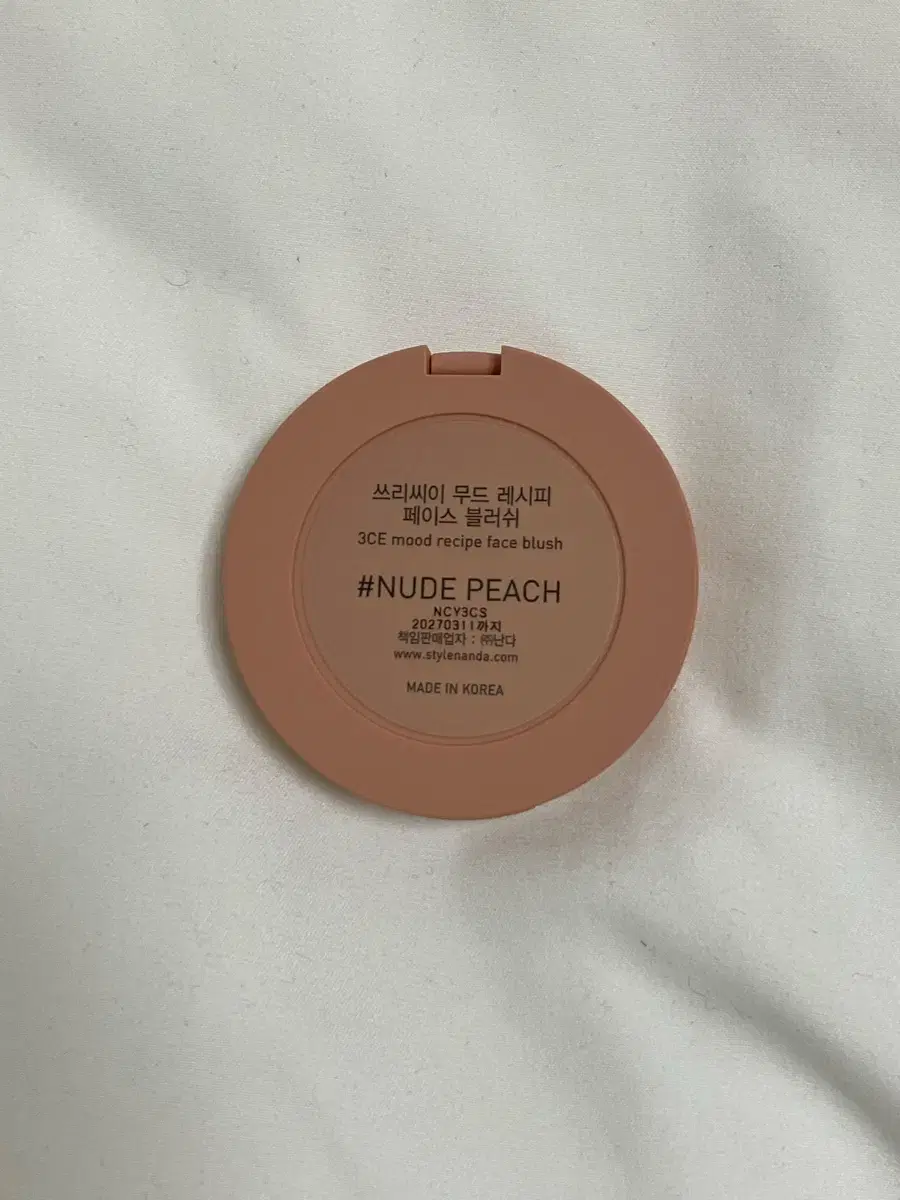 쓰리씨이 무드 레시피
페이스 블러쉬
3CE mood recipe face blush
#NUDE PEACH
NCY3CS
20270311까지
책임판매업자 : ㈜난다
www.stylenanda.com
MADE IN KOREA